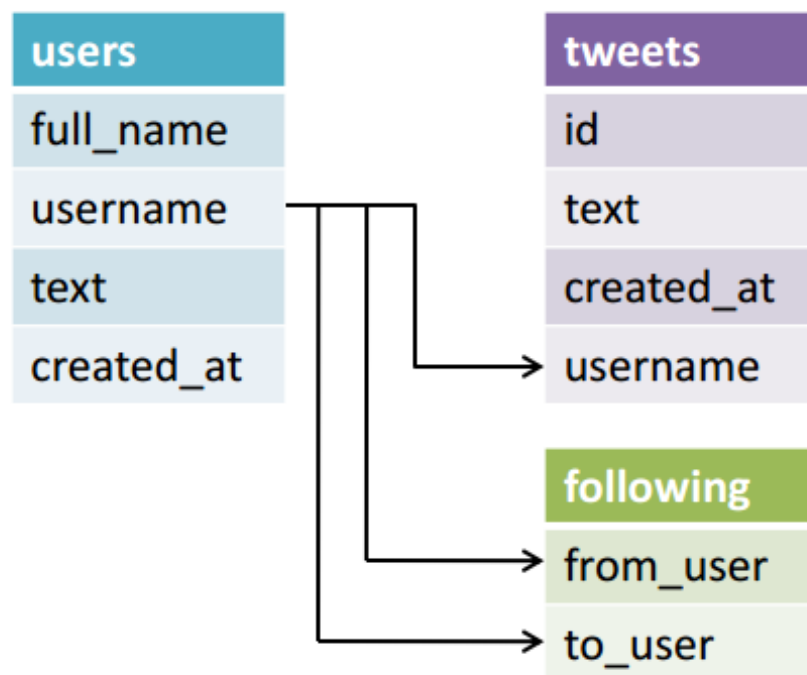 users
full_name
username
text
created_at
tweets
id
text
created_at
username
following
from_user
to_user